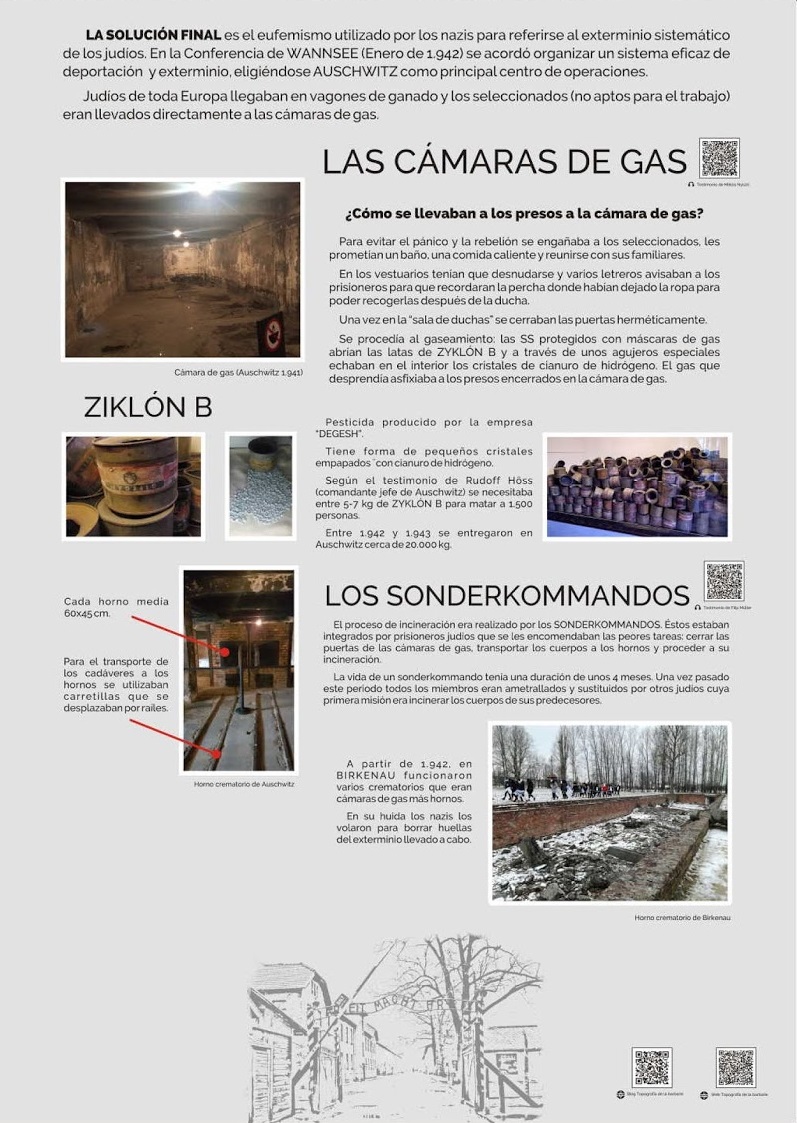 LA SOLUCIÓN FINAL es el eufemismo utilizado por los nazis para referirse al exterminio sistemático
de los judíos. En la Conferencia de WANNSEE (Enero de 1.942) se acordó organizar un sistema eficaz de
deportación y exterminio, eligiéndose AUSCHWITZ como principal centro de operaciones.
Judíos de toda Europa llegaban en vagones de ganado y los seleccionados (no aptos para el trabajo)
eran llevados directamente a las cámaras de gas.
LAS CÁMARAS DE GAS
Testimonio de Miklós Nyiszli
¿Cómo se llevaban a los presos a la cámara de gas?
Para evitar el pánico y la rebelión se engañaba a los seleccionados, les
prometían un baño, una comida caliente y reunirse con sus familiares.
En los vestuarios tenían que desnudarse y varios letreros avisaban a los
prisioneros para que recordaran la percha donde habían dejado la ropa para
poder recogerlas después de la ducha.
Una vez en la “sala de duchas” se cerraban las puertas herméticamente.
Se procedía al gaseamiento: las SS protegidos con máscaras de gas
abrían las latas de ZYKLÓN B y a través de unos agujeros especiales
echaban en el interior los cristales de cianuro de hidrógeno. El gas que
desprendía asfixiaba a los presos encerrados en la cámara de gas.
Cámara de gas (Auschwitz 1.941)
ZIKLÓN B
Pesticida producido por la empresa
“DEGESH”.
Tiene forma de pequeños cristales
empapados ´con cianuro de hidrógeno.
Según el testimonio de Rudoff Höss
(comandante jefe de Auschwitz) se necesitaba
entre 5-7 kg de ZYKLÓN B para matar a 1.500
personas.
Entre 1.942 y 1.943 se entregaron en
Auschwitz cerca de 20.000 kg.
Cada horno medía
60x45 cm.
Para el transporte de
los cadáveres a los
hornos se utilizaban
carretillas que se
desplazaban por raíles.
Horno crematorio de Auschwitz
LOS SONDERKOMMANDOS
Testimonio de Filip Müller
El proceso de incineración era realizado por los SONDERKOMMANDOS. Éstos estaban
integrados por prisioneros judíos que se les encomendaban las peores tareas: cerrar las
puertas de las cámaras de gas, transportar los cuerpos a los hornos y proceder a su
incineración.
La vida de un sonderkommando tenía una duración de unos 4 meses. Una vez pasado
este periodo todos los miembros eran ametrallados y sustituidos por otros judíos cuya
primera misión era incinerar los cuerpos de sus predecesores.
A partir de 1.942, en
BIRKENAU funcionaron
varios crematorios que eran
cámaras de gas más hornos.
En su huida los nazis los
volaron para borrar huellas
del exterminio llevado a cabo.
Horno crematorio de Birkenau
EIT MACHT FR
Blog Topografía de la barbarie
Web Topografía de la barbarie